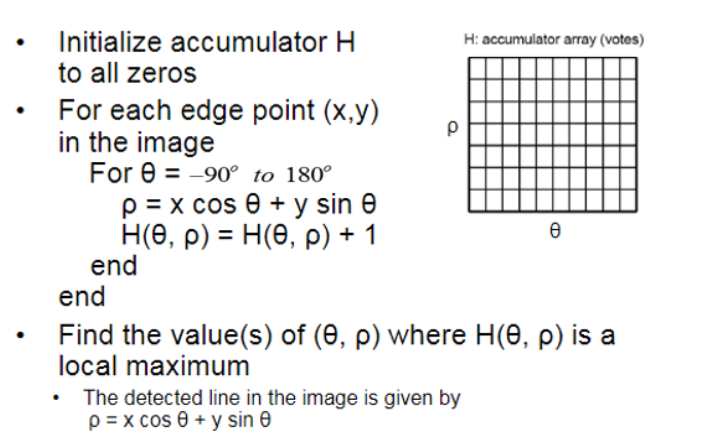 • Initialize accumulator H
to all zeros
• For each edge point (x,y)
in the image
For θ = −90° to 180°
ρ = x cos θ + y sin θ
H(θ, ρ) = H(θ, ρ) + 1
end
end
• Find the value(s) of (θ, ρ) where H(θ, ρ) is a
local maximum
• The detected line in the image is given by
ρ = x cos θ + y sin θ
H: accumulator array (votes)
ρ
θ